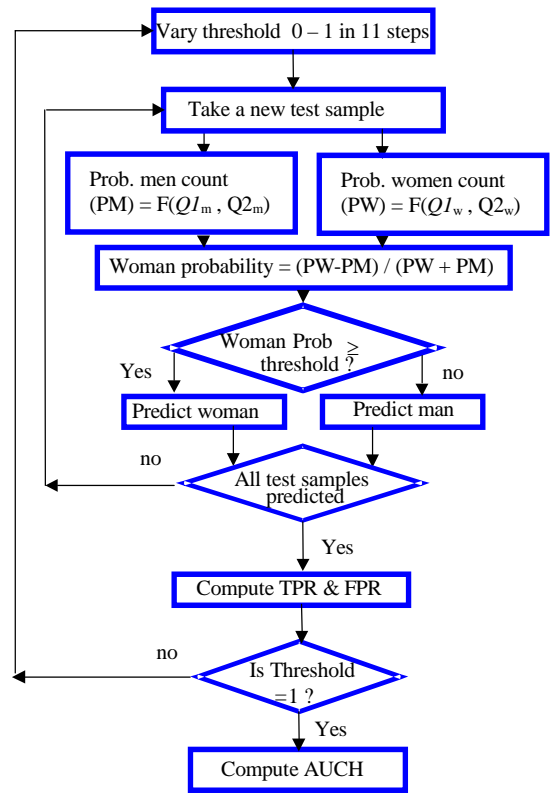 Vary threshold 0 – 1 in 11 steps
Take a new test sample
Prob. men count
(PM) = F(Q1m , Q2m)
Prob. women count
(PW) = F(Q1w , Q2w)
Woman probability = (PW-PM) / (PW + PM)
Woman Prob ≥
threshold ?
Yes
no
Predict woman
Predict man
no
All test samples
predicted
Yes
Compute TPR & FPR
no
Is Threshold
=1 ?
Yes
Compute AUCH